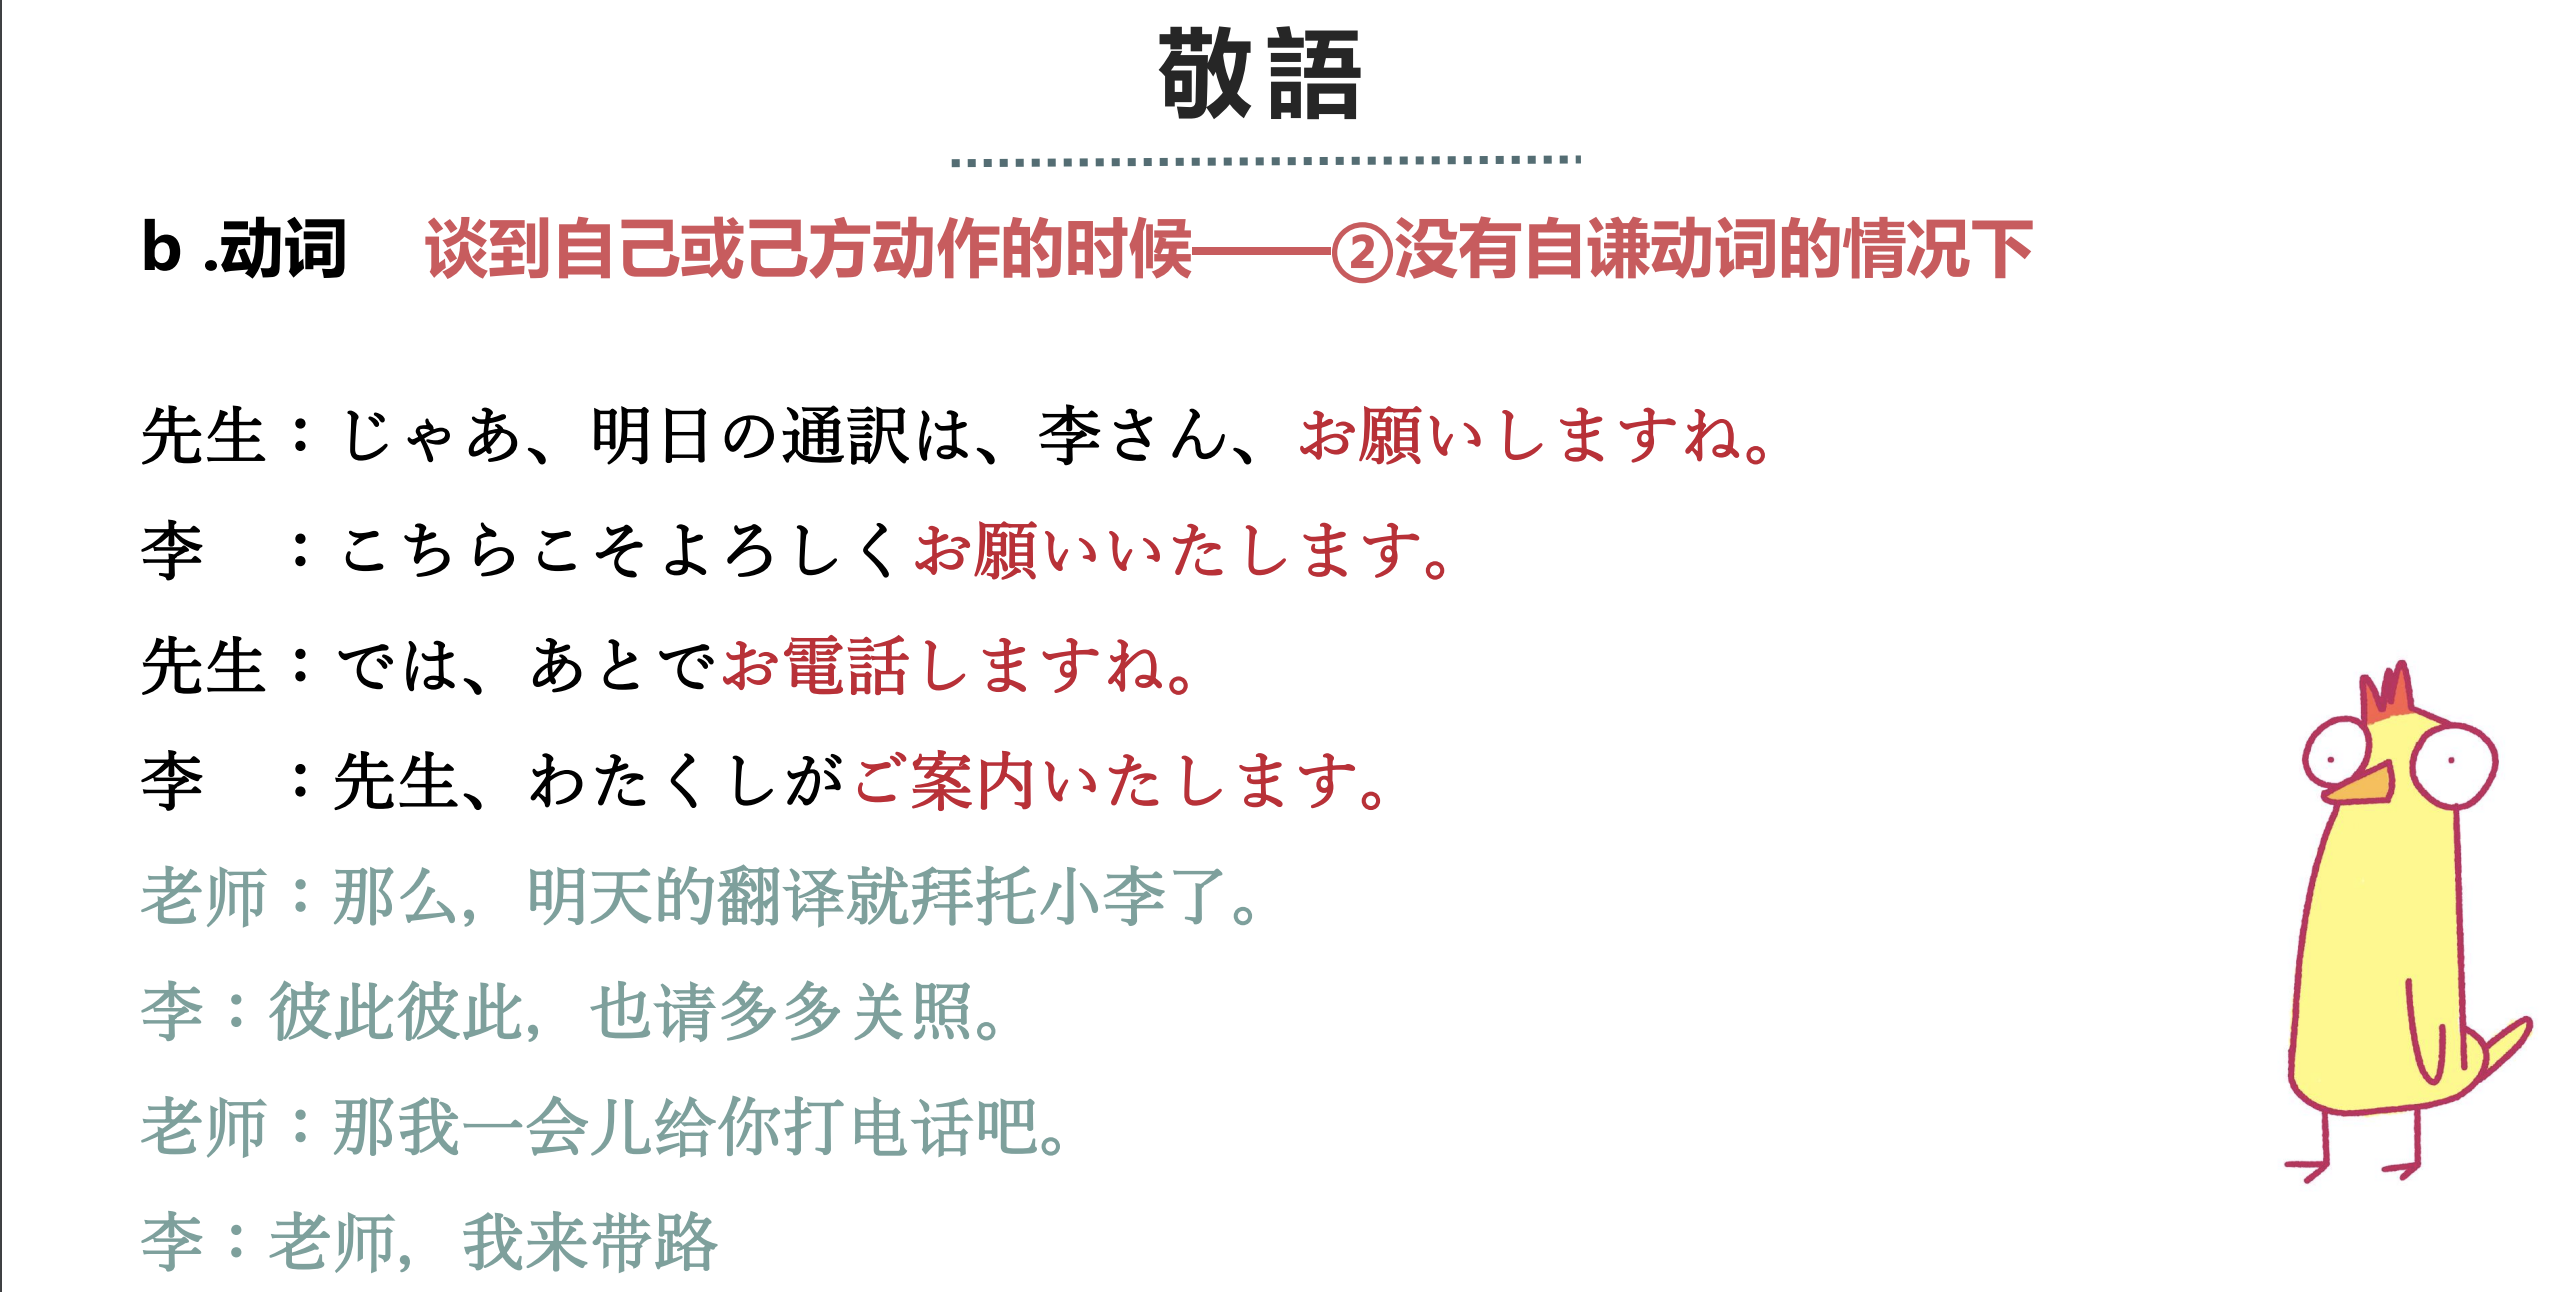 敬語
b .动词　谈到自己或己方动作的时候——②没有自谦动词的情况下
先生：じゃあ、明日の通訳は、李さん、お願いしますね。
李　：こちらこそよろしくお願いいたします。
先生：では、あとでお電話しますね。
李　：先生、わたくしがご案内いたします。
老师：那么，明天的翻译就拜托小李了。
李：彼此彼此，也请多多关照。
老师：那我一会儿给你打电话吧。
李：老师，我来带路